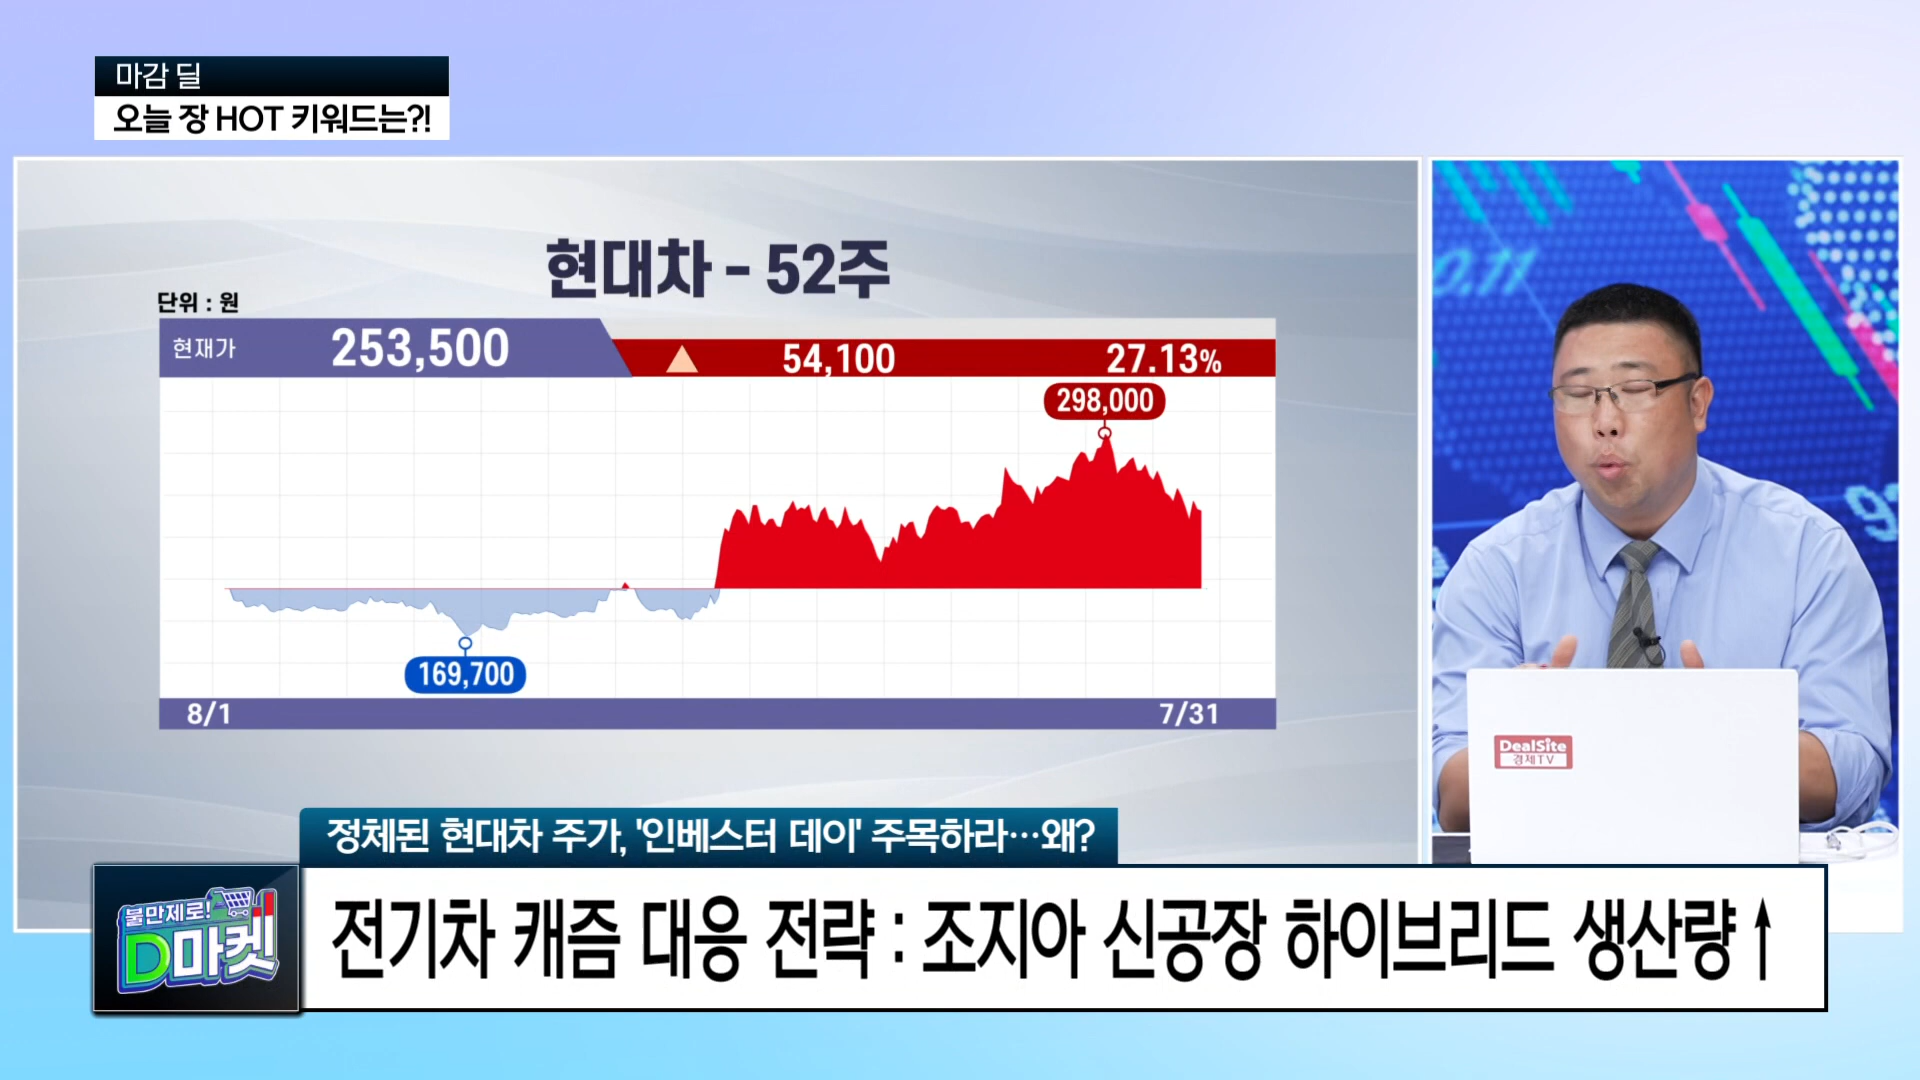 마감 딜
오늘 장 HOT 키워드는?!
현대차 - 52주
단위 : 원
현재가 253,500 ▲ 54,100 27.13%
298,000
169,700
8/1 7/31
0.11
DealSite
경제TV
정체된 현대차 주가, '인베스터 데이' 주목하라…왜?
불만제로!
D마켓
전기차 캐즘 대응 전략 : 조지아 신공장 하이브리드 생산량↑